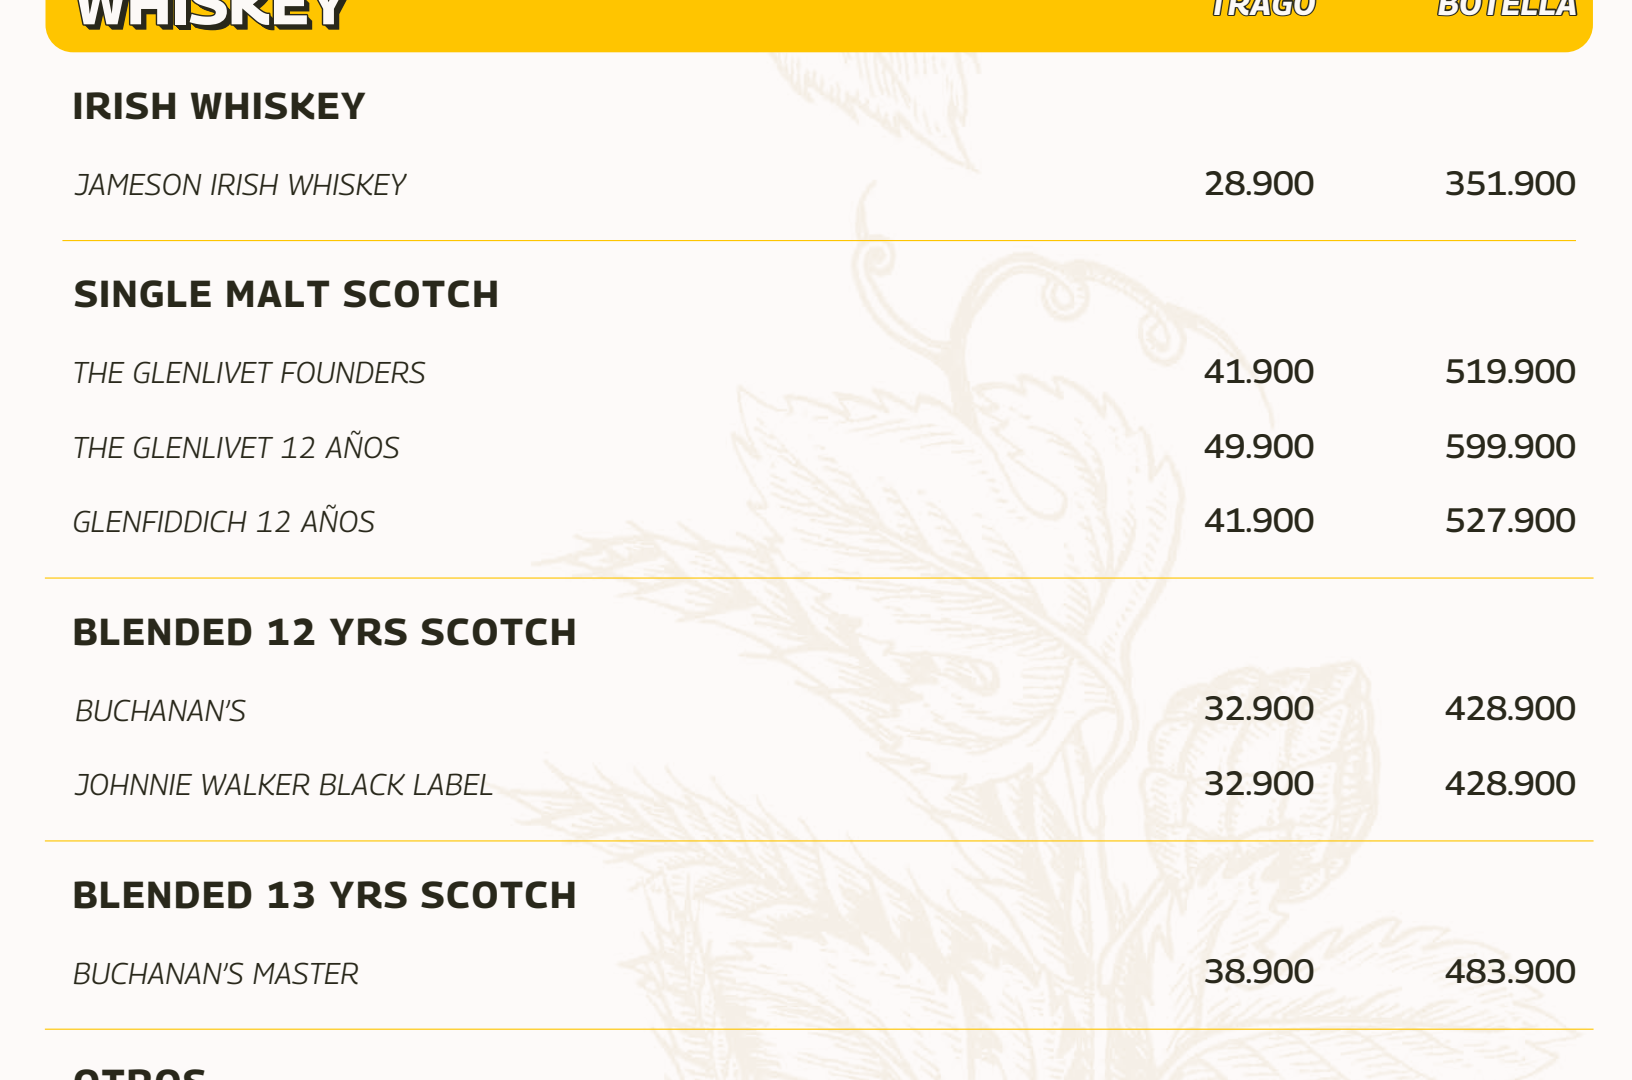 WHISKEY TRAGO BOTELLA
IRISH WHISKEY
JAMESON IRISH WHISKEY 28.900 351.900
SINGLE MALT SCOTCH
THE GLENLIVET FOUNDERS 41.900 519.900
THE GLENLIVET 12 AÑOS 49.900 599.900
GLENFIDDICH 12 AÑOS 41.900 527.900
BLENDED 12 YRS SCOTCH
BUCHANAN’S 32.900 428.900
JOHNNIE WALKER BLACK LABEL 32.900 428.900
BLENDED 13 YRS SCOTCH
BUCHANAN’S MASTER 38.900 483.900
OTROS